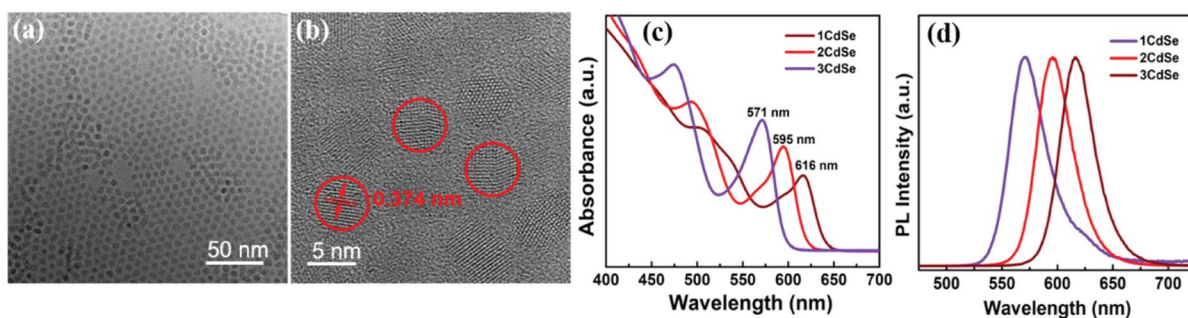 (a)
50 nm
(b)
0.374 nm
5 nm
(c)
1CdSe
2CdSe
3CdSe
571 nm
595 nm
616 nm
Absorbance (a.u.)
400 450 500 550 600 650 700
Wavelength (nm)
(d)
1CdSe
2CdSe
3CdSe
PL Intensity (a.u.)
500 550 600 650 700
Wavelength (nm)